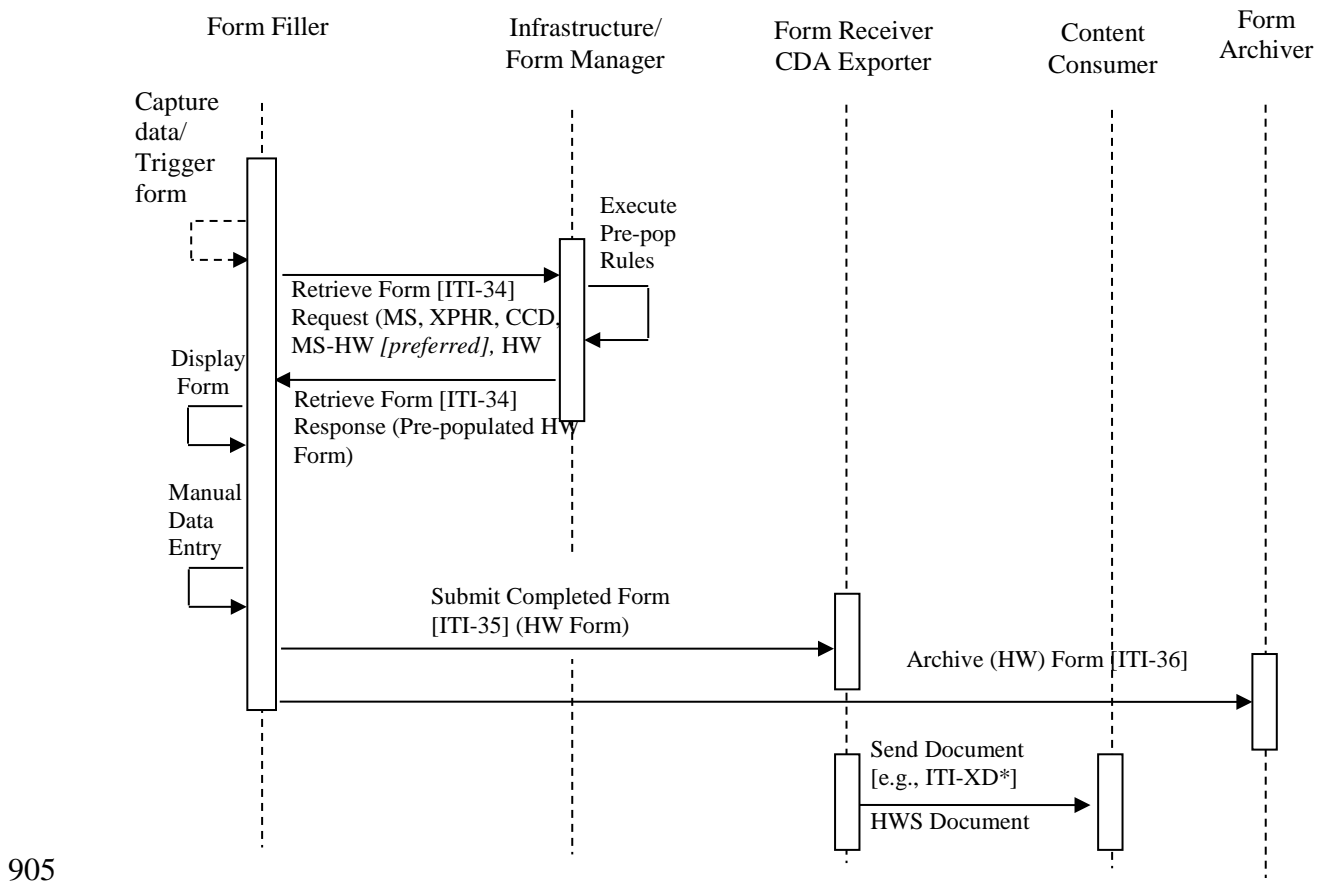 Form Filler
Infrastructure/
Form Manager
Form Receiver
CDA Exporter
Content
Consumer
Form
Archiver
Capture
data/
Trigger
form
Execute
Pre-pop
Rules
Retrieve Form [ITI-34]
Request (MS, XPHR, CCD,
MS-HW [preferred], HW
Display
Form
Retrieve Form [ITI-34]
Response (Pre-populated HW
Form)
Manual
Data
Entry
Submit Completed Form
[ITI-35] (HW Form)
Archive (HW) Form [ITI-36]
Send Document
[e.g., ITI-XD*]
HWS Document
905